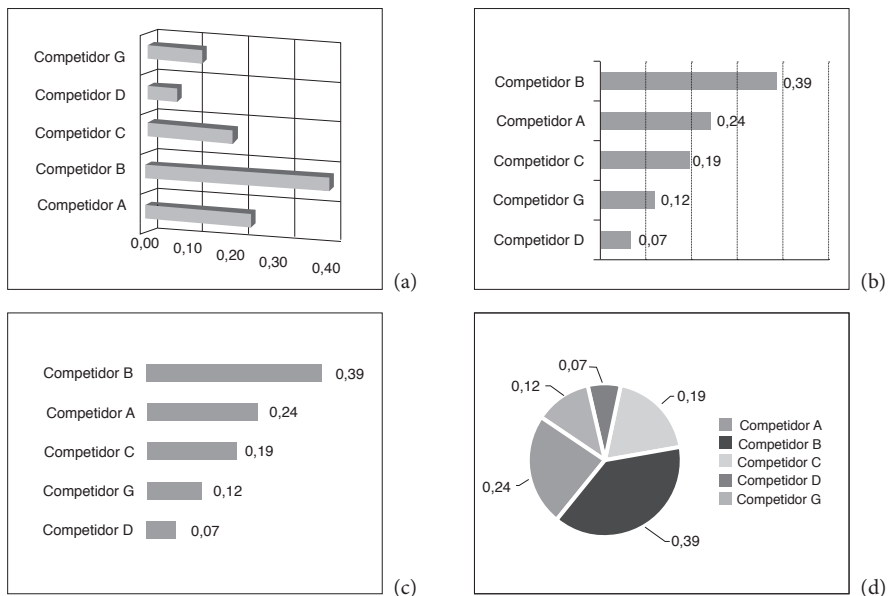 Competidor G
Competidor D
Competidor C
Competidor B
Competidor A
0,00 0,10 0,20 0,30 0,40
(a)
Competidor B 0,39
Competidor A 0,24
Competidor C 0,19
Competidor G 0,12
Competidor D 0,07
(b)
Competidor B 0,39
Competidor A 0,24
Competidor C 0,19
Competidor G 0,12
Competidor D 0,07
(c)
0,07
0,12
0,19
0,24
0,39
Competidor A
Competidor B
Competidor C
Competidor D
Competidor G
(d)